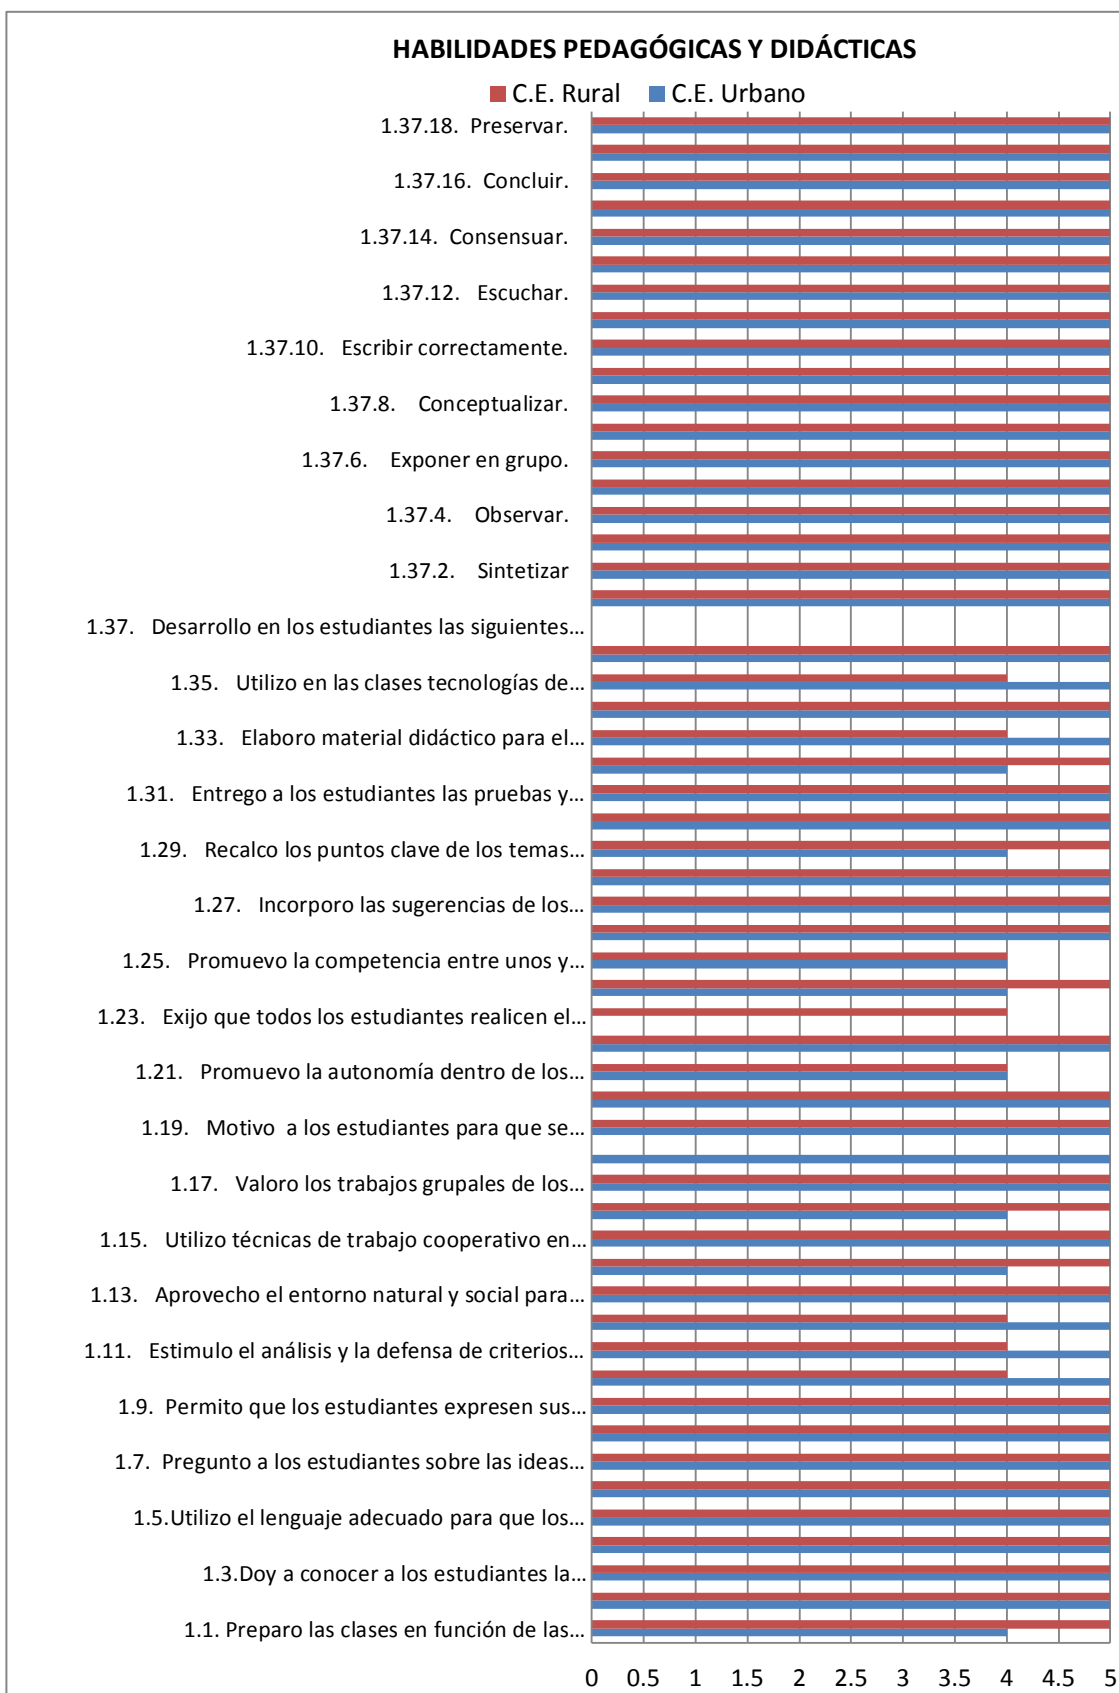 HABILIDADES PEDAGÓGICAS Y DIDÁCTICAS
C.E. Rural C.E. Urbano
1.37.18. Preservar.
1.37.16. Concluir.
1.37.14. Consensuar.
1.37.12. Escuchar.
1.37.10. Escribir correctamente.
1.37.8. Conceptualizar.
1.37.6. Exponer en grupo.
1.37.4. Observar.
1.37.2. Sintetizar
1.37. Desarrollo en los estudiantes las siguientes…
1.35. Utilizo en las clases tecnologías de…
1.33. Elaboro material didáctico para el…
1.31. Entrego a los estudiantes las pruebas y…
1.29. Recalco los puntos clave de los temas…
1.27. Incorporo las sugerencias de los…
1.25. Promuevo la competencia entre unos y…
1.23. Exijo que todos los estudiantes realicen el…
1.21. Promuevo la autonomía dentro de los…
1.19. Motivo a los estudiantes para que se…
1.17. Valoro los trabajos grupales de los…
1.15. Utilizo técnicas de trabajo cooperativo en…
1.13. Aprovecho el entorno natural y social para…
1.11. Estimulo el análisis y la defensa de criterios…
1.9. Permito que los estudiantes expresen sus…
1.7. Pregunto a los estudiantes sobre las ideas…
1.5.Utilizo el lenguaje adecuado para que los…
1.3.Doy a conocer a los estudiantes la…
1.1. Preparo las clases en función de las…
0 0.5 1 1.5 2 2.5 3 3.5 4 4.5 5